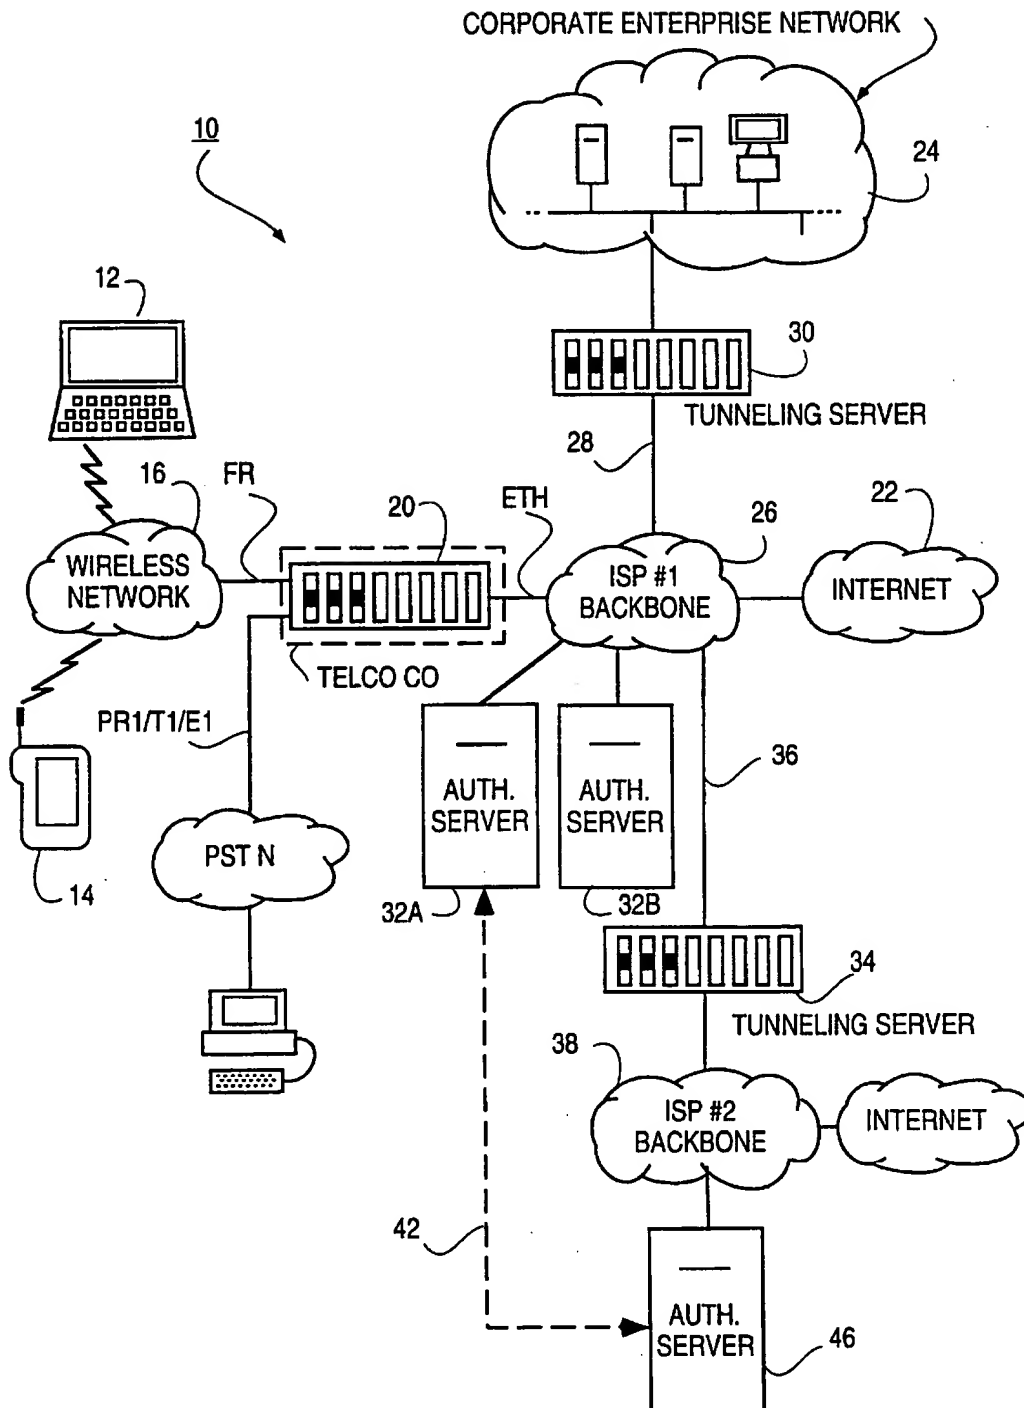 CORPORATE ENTERPRISE NETWORK
10
24
12
30
TUNNELING SERVER
28
16
FR
20
ETH
26
22
WIRELESS
NETWORK
ISP #1
BACKBONE
INTERNET
TELCO CO
PR1/T1/E1
36
AUTH.
SERVER
AUTH.
SERVER
PST N
14
32A
32B
34
TUNNELING SERVER
38
ISP #2
BACKBONE
INTERNET
42
AUTH.
SERVER
46